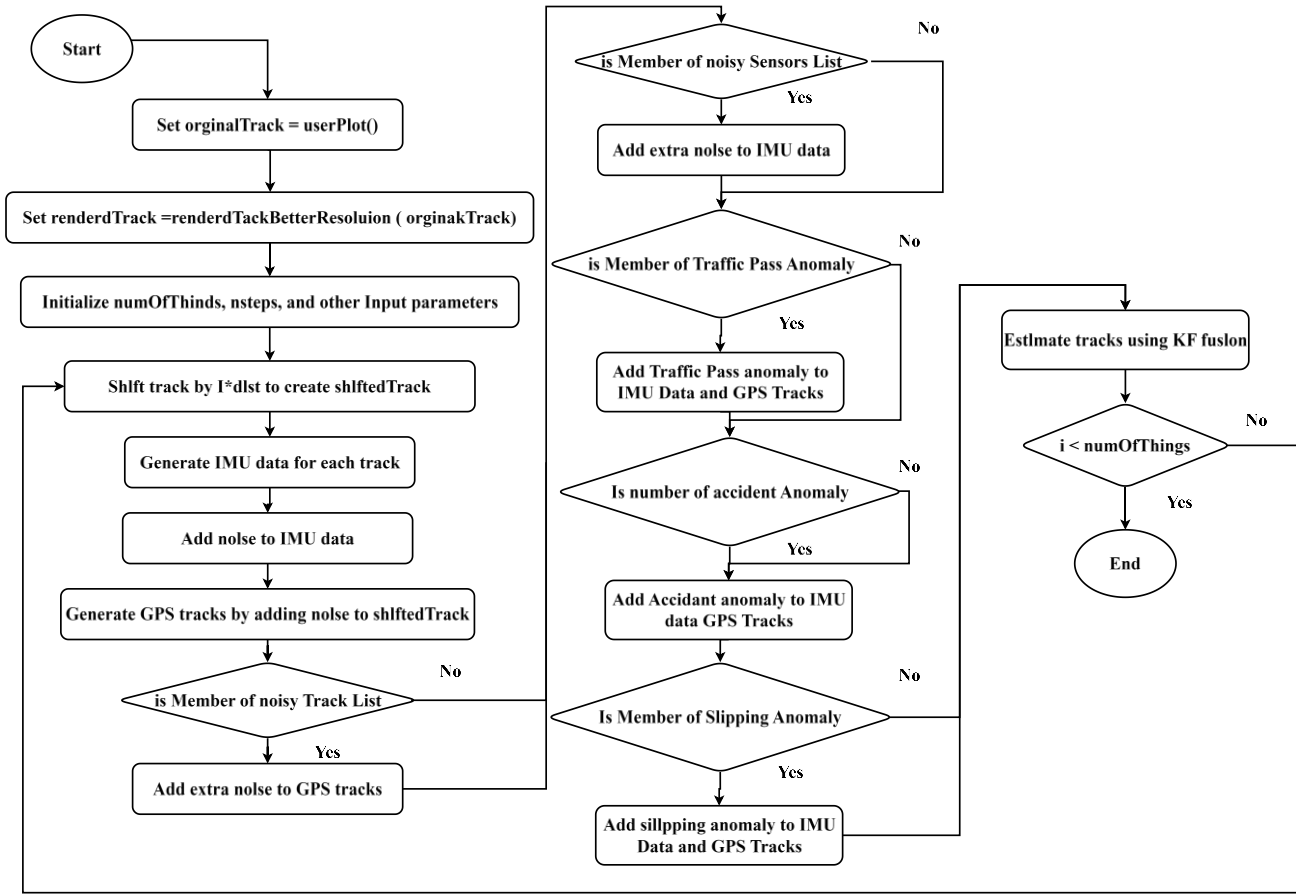 Start
Set orginalTrack = userPlot()
Set renderdTrack =renderdTackBetterResoluion ( orginakTrack)
Initialize numOfThinds, nsteps, and other Input parameters
Shlft track by I*dlst to create shlftedTrack
Generate IMU data for each track
Add nolse to IMU data
Generate GPS tracks by adding nolse to shlftedTrack
is Member of noisy Track List
No
Yes
Add extra nolse to GPS tracks
is Member of noisy Sensors List
No
Yes
Add extra nolse to IMU data
is Member of Traffic Pass Anomaly
No
Yes
Add Traffic Pass anomaly to
IMU Data and GPS Tracks
Is number of accident Anomaly
No
Yes
Add Accidant anomaly to IMU
data GPS Tracks
Is Member of Slipping Anomaly
No
Yes
Add sillpping anomaly to IMU
Data and GPS Tracks
Estlmate tracks using KF fuslon
i < numOfThings
No
Yes
End